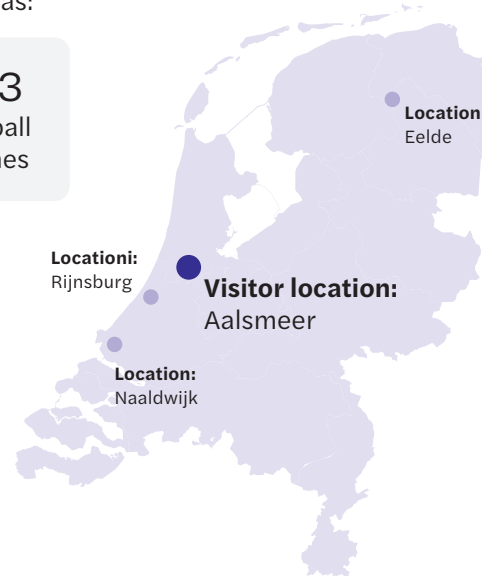 as:
3
ball
nes
Location
Eelde
Locationi:
Rijnsburg
Visitor location:
Aalsmeer
Location:
Naaldwijk